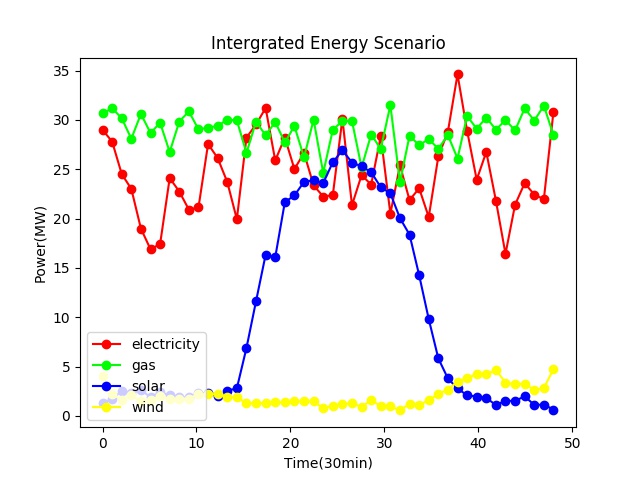 Intergrated Energy Scenario
Power(MW)
35
30
25
20
15
10
5
0
electricity
gas
solar
wind
0 10 20 30 40 50
Time(30min)